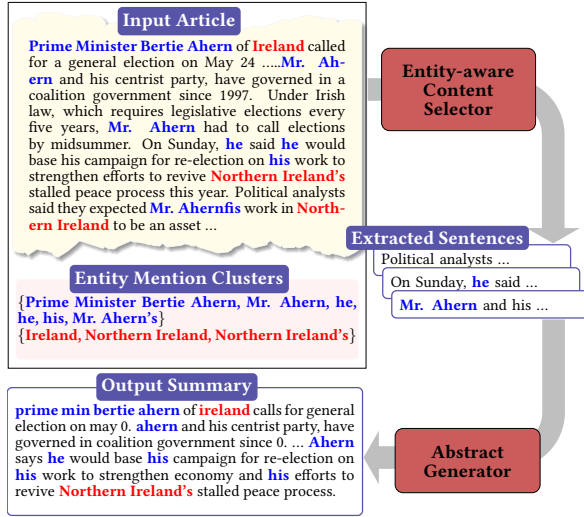 Input Article
Prime Minister Bertie Ahern of Ireland called
for a general election on May 24 .....Mr. Ah-
ern and his centrist party, have governed in a
coalition government since 1997. Under Irish
law, which requires legislative elections every
five years, Mr. Ahern had to call elections
by midsummer. On Sunday, he said he would
base his campaign for re-election on his work to
strengthen efforts to revive Northern Ireland's
stalled peace process this year. Political analysts
said they expected Mr. Ahernfis work in North-
ern Ireland to be an asset ...
Entity Mention Clusters
{Prime Minister Bertie Ahern, Mr. Ahern, he,
he, his, Mr. Ahern's}
{Ireland, Northern Ireland, Northern Ireland's}
Entity-aware
Content
Selector
Extracted Sentences
Political analysts ...
On Sunday, he said ...
Mr. Ahern and his ...
Abstract
Generator
Output Summary
prime min bertie ahern of ireland calls for general
election on may 0. ahern and his centrist party, have
governed in coalition government since 0. ... Ahern
says he would base his campaign for re-election on
his work to strengthen economy and his efforts to
revive Northern Ireland's stalled peace process.